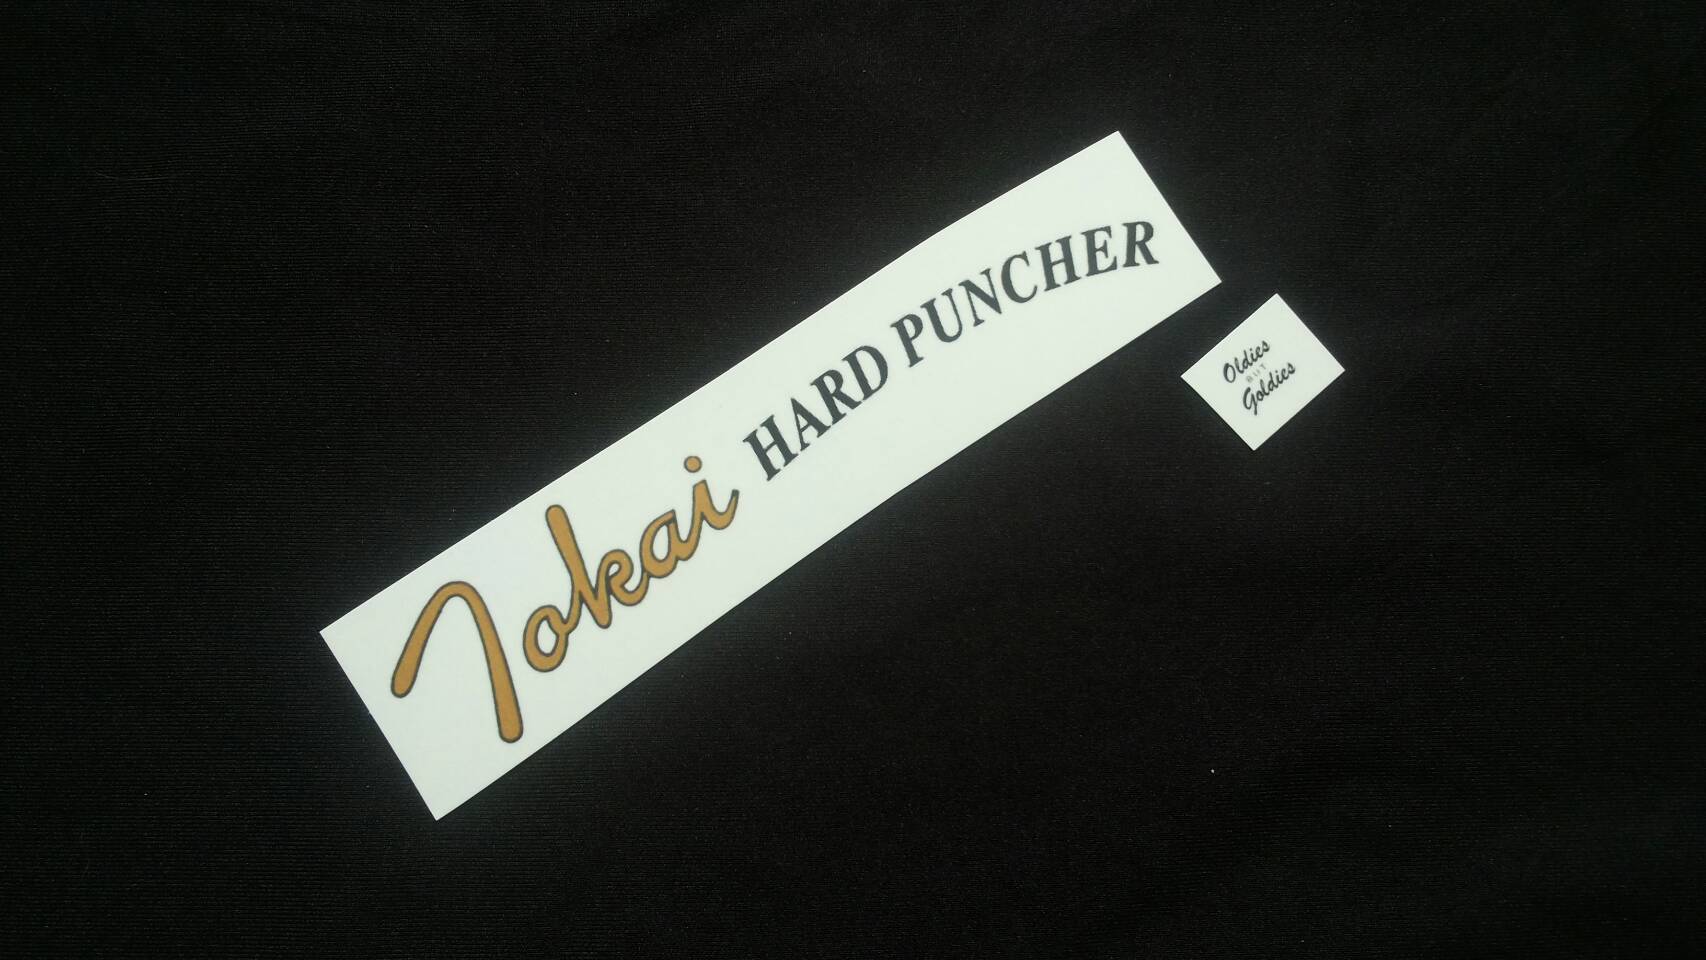 Tokai HARD PUNCHER
Oldies
BUT
Goldies